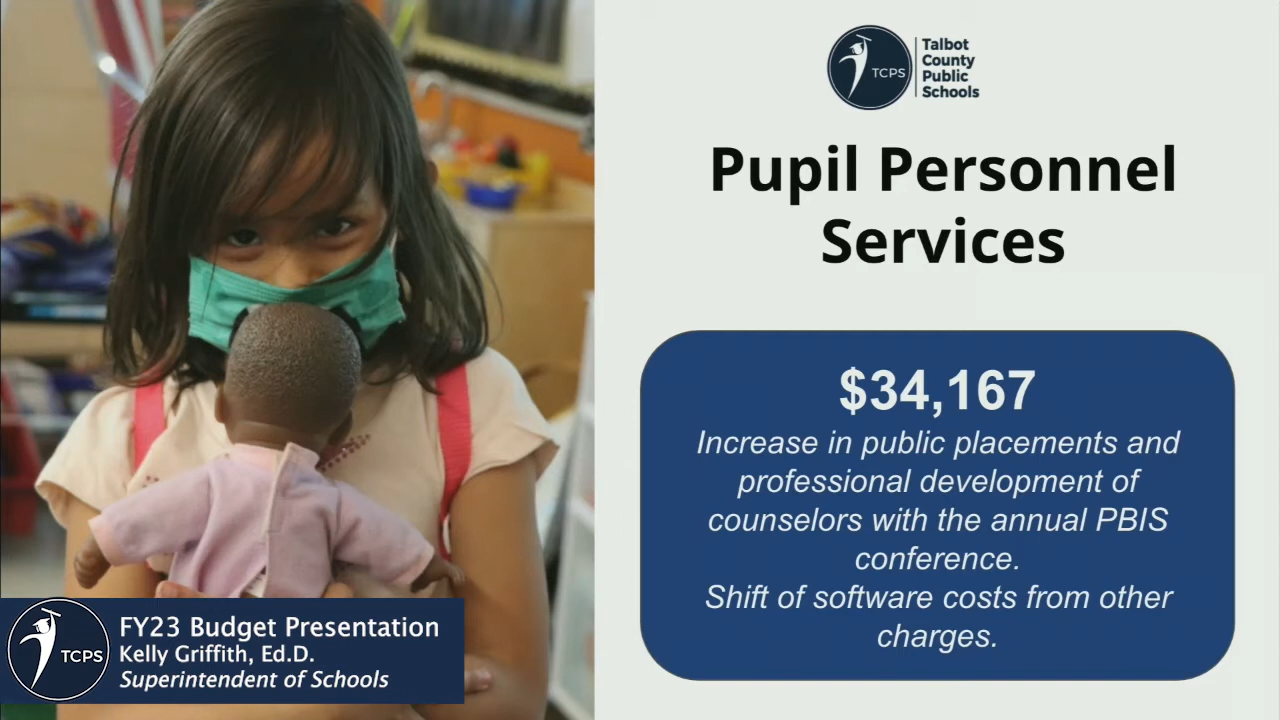 TCPS
Talbot
County
Public
Schools
Pupil Personnel
Services
$34,167
Increase in public placements and
professional development of
counselors with the annual PBIS
conference.
Shift of software costs from other
charges.
TCPS
FY23 Budget Presentation
Kelly Griffith, Ed.D.
Superintendent of Schools